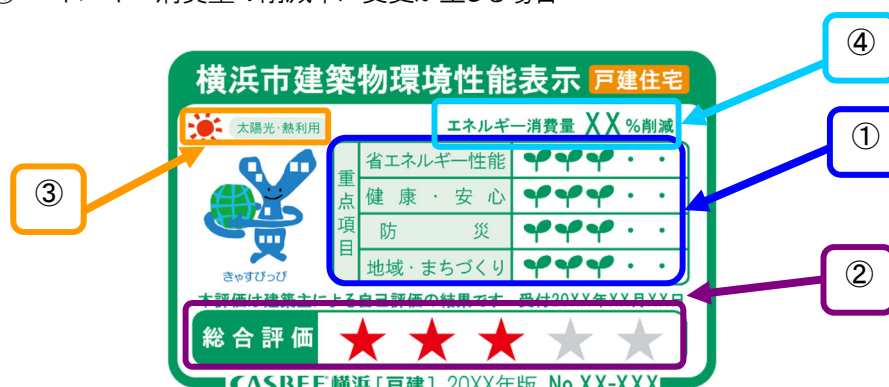 ④
横浜市建築物環境性能表示 戸建住宅
太陽光・熱利用
エネルギー消費量 XX %削減
①
③
重点項目
省エネルギー性能
健康・安心
防災
地域・まちづくり
きゃすぴっぴ
②
本評価は建築主による自己評価の結果です 受付20XX年XX月XX日
総合評価
CASBEE横浜[戸建] 20XX年版 No.XX-XXX